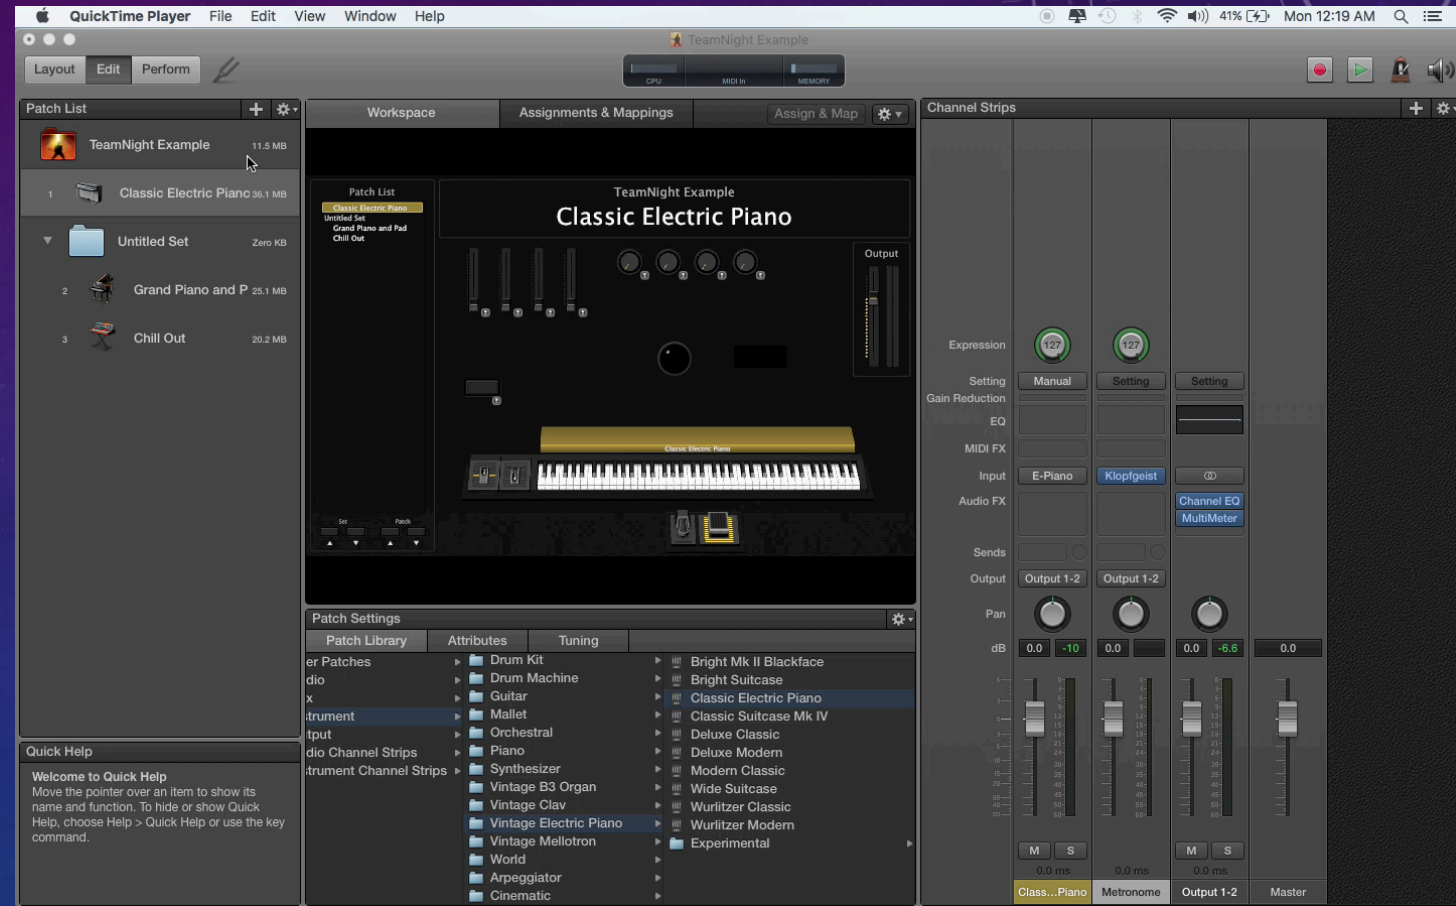 QuickTime Player File Edit View Window Help 41% Mon 12:19 AM
TeamNight Example
Layout Edit Perform
CPU MIDI In MEMORY
Patch List
TeamNight Example 11.5 MB
1 Classic Electric Piano 36.1 MB
Untitled Set Zero KB
2 Grand Piano and P 25.1 MB
3 Chill Out 20.2 MB
Quick Help
Welcome to Quick Help
Move the pointer over an item to show its
name and function. To hide or show Quick
Help, choose Help > Quick Help or use the key
command.
Workspace Assignments & Mappings Assign & Map
Patch List
Classic Electric Piano
Untitled Set
Grand Piano and Pad
Chill Out
Set Patch
TeamNight Example
Classic Electric Piano
Output
Classic Electric Piano
Patch Settings
Patch Library Attributes Tuning
er Patches
dio
x
strument
tput
dio Channel Strips
strument Channel Strips
Drum Kit
Drum Machine
Guitar
Mallet
Orchestral
Piano
Synthesizer
Vintage B3 Organ
Vintage Clav
Vintage Electric Piano
Vintage Mellotron
World
Arpeggiator
Cinematic
Bright Mk II Blackface
Bright Suitcase
Classic Electric Piano
Classic Suitcase Mk IV
Deluxe Classic
Deluxe Modern
Modern Classic
Wide Suitcase
Wurlitzer Classic
Wurlitzer Modern
Experimental
Channel Strips
Expression 127 127
Setting Manual Setting Setting
Gain Reduction
EQ
MIDI FX
Input E-Piano Klopfgeist
Audio FX Channel EQ
MultiMeter
Sends
Output Output 1-2 Output 1-2
Pan
dB 0.0 -10 0.0 0.0 -6.6 0.0
M S M S
0.0 ms 0.0 ms 0.0 ms
Class...Piano Metronome Output 1-2 Master